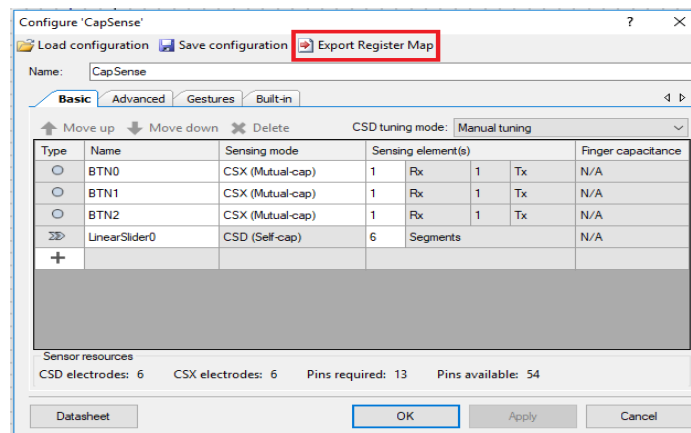 Configure 'CapSense' ? ×
Load configuration Save configuration Export Register Map
Name: CapSense
Basic Advanced Gestures Built-in
Move up Move down Delete CSD tuning mode: Manual tuning
Type Name Sensing mode Sensing element(s) Finger capacitance
BTN0 CSX (Mutual-cap) 1 Rx 1 Tx N/A
BTN1 CSX (Mutual-cap) 1 Rx 1 Tx N/A
BTN2 CSX (Mutual-cap) 1 Rx 1 Tx N/A
LinearSlider0 CSD (Self-cap) 6 Segments N/A
+
Sensor resources
CSD electrodes: 6 CSX electrodes: 6 Pins required: 13 Pins available: 54
Datasheet OK Apply Cancel